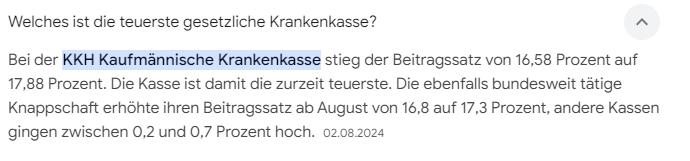 Welches ist die teuerste gesetzliche Krankenkasse?
Bei der KKH Kaufmännische Krankenkasse stieg der Beitragssatz von 16,58 Prozent auf
17,88 Prozent. Die Kasse ist damit die zurzeit teuerste. Die ebenfalls bundesweit tätige
Knappschaft erhöhte ihren Beitragssatz ab August von 16,8 auf 17,3 Prozent, andere Kassen
gingen zwischen 0,2 und 0,7 Prozent hoch. 02.08.2024